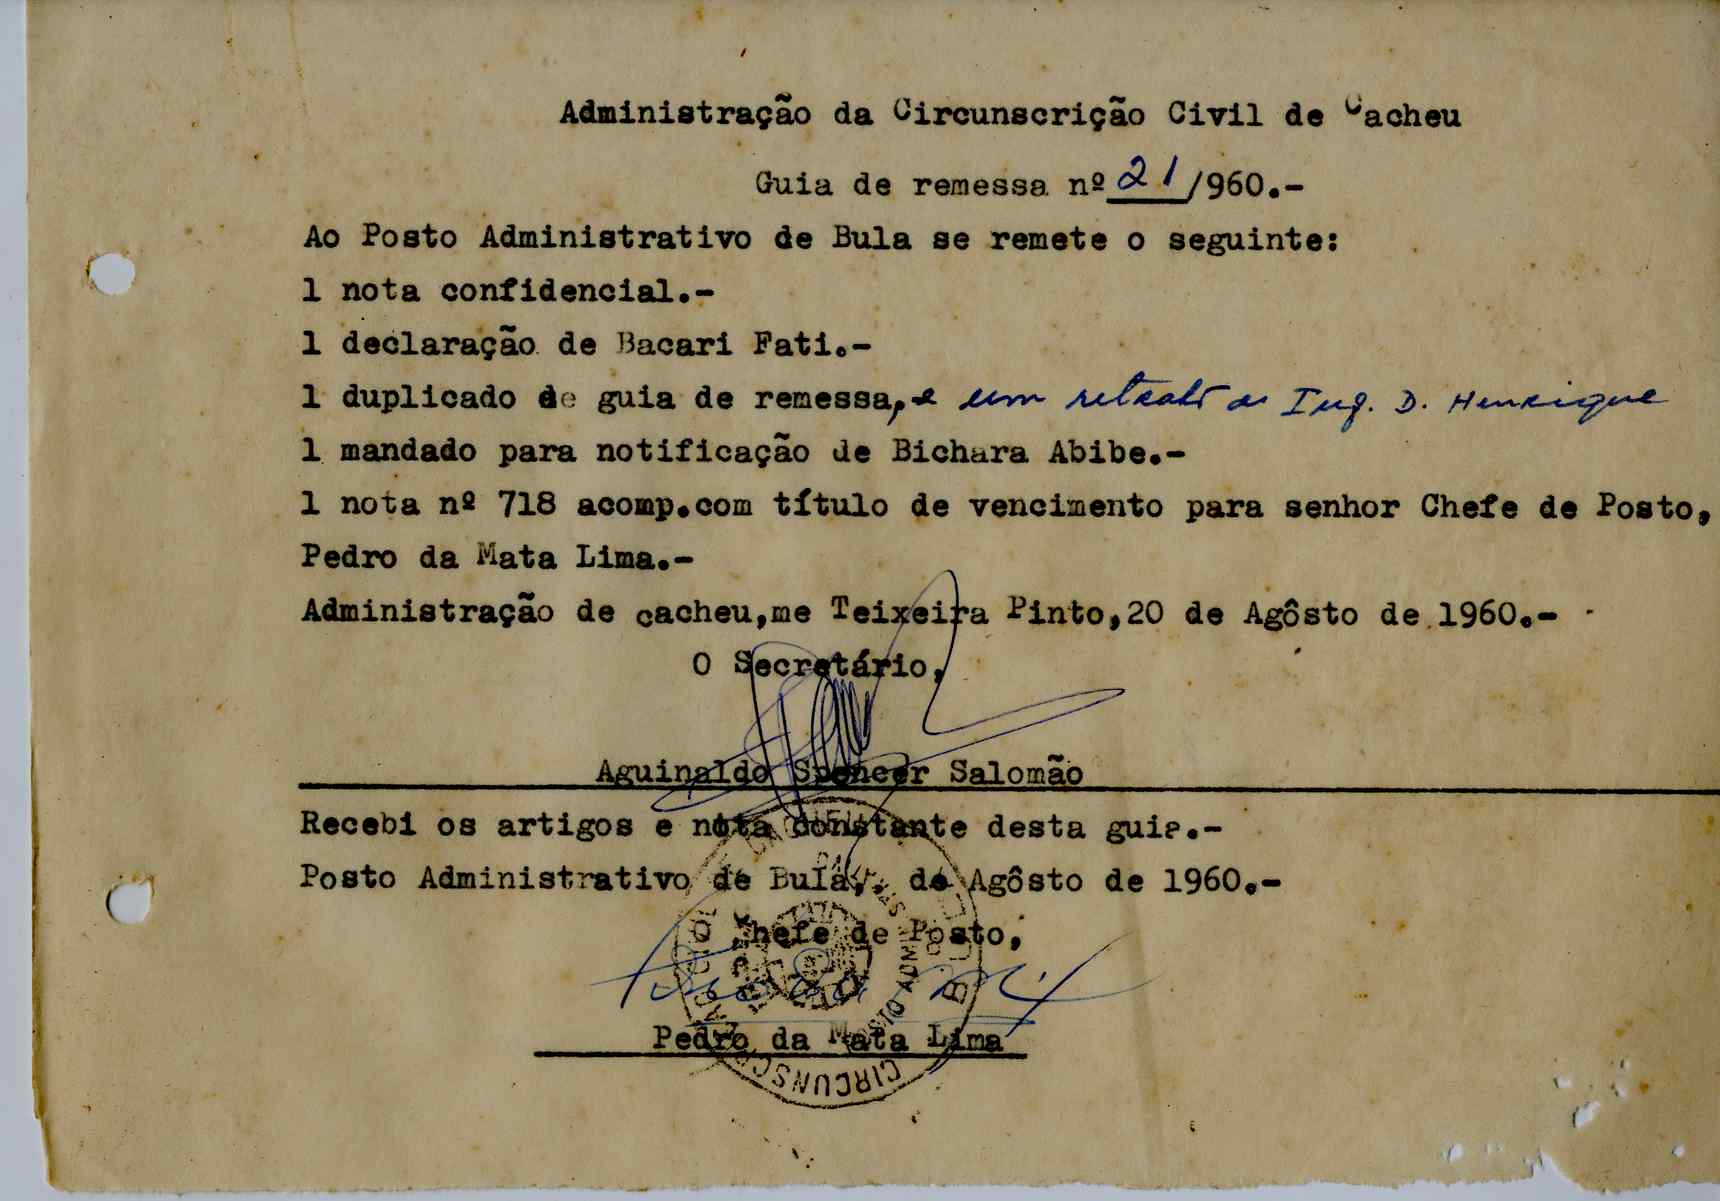 Administração da Circunscrição Civil de Cacheu
Guia de remessa nº 21/960.-
Ao Posto Administrativo de Bula se remete o seguinte:
1 nota confidencial.-
1 declaração de Bacari Fati.-
1 duplicado de guia de remessa, e um retrato do Inf. D. Henrique
1 mandado para notificação de Bichara Abibe.-
1 nota nº 718 acomp.com título de vencimento para senhor Chefe de Posto,
Pedro da Mata Lima.-
Administração de cacheu,me Teixeira Pinto,20 de Agôsto de 1960.-
O Secretário,
Aguinaldo Spencer Salomão
Recebi os artigos e nota constante desta guia.-
Posto Administrativo de Bula,. de Agôsto de 1960.-
Chefe de Posto,
Pedro da Mata Lima
CIRCUNSC